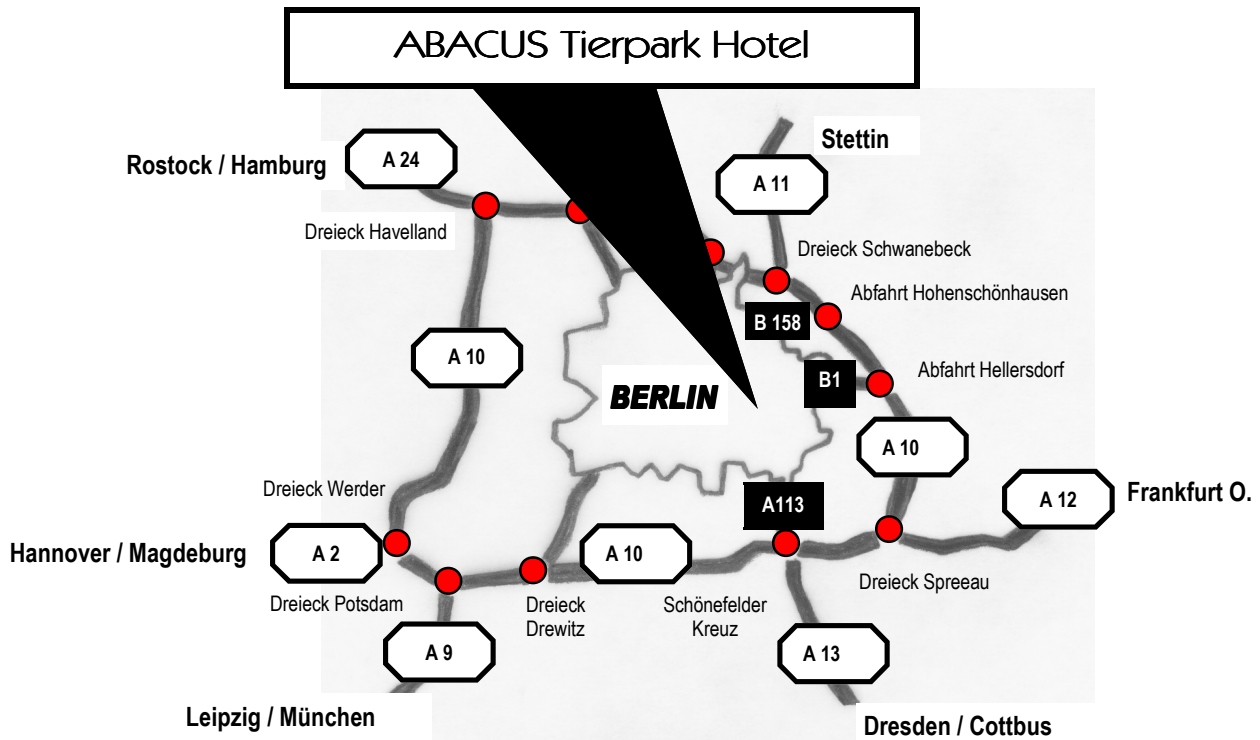 ABACUS Tierpark Hotel
Stettin
Rostock / Hamburg
A 24
A 11
Dreieck Havelland
Dreieck Schwanebeck
Abfahrt Hohenschönhausen
B 158
A 10
Abfahrt Hellersdorf
B1
BERLIN
A 10
Dreieck Werder
A 12
Frankfurt O.
A113
Hannover / Magdeburg
A 2
A 10
Dreieck Spreeau
Dreieck Potsdam
Dreieck
Drewitz
Schönefelder
Kreuz
A 9
A 13
Leipzig / München
Dresden / Cottbus